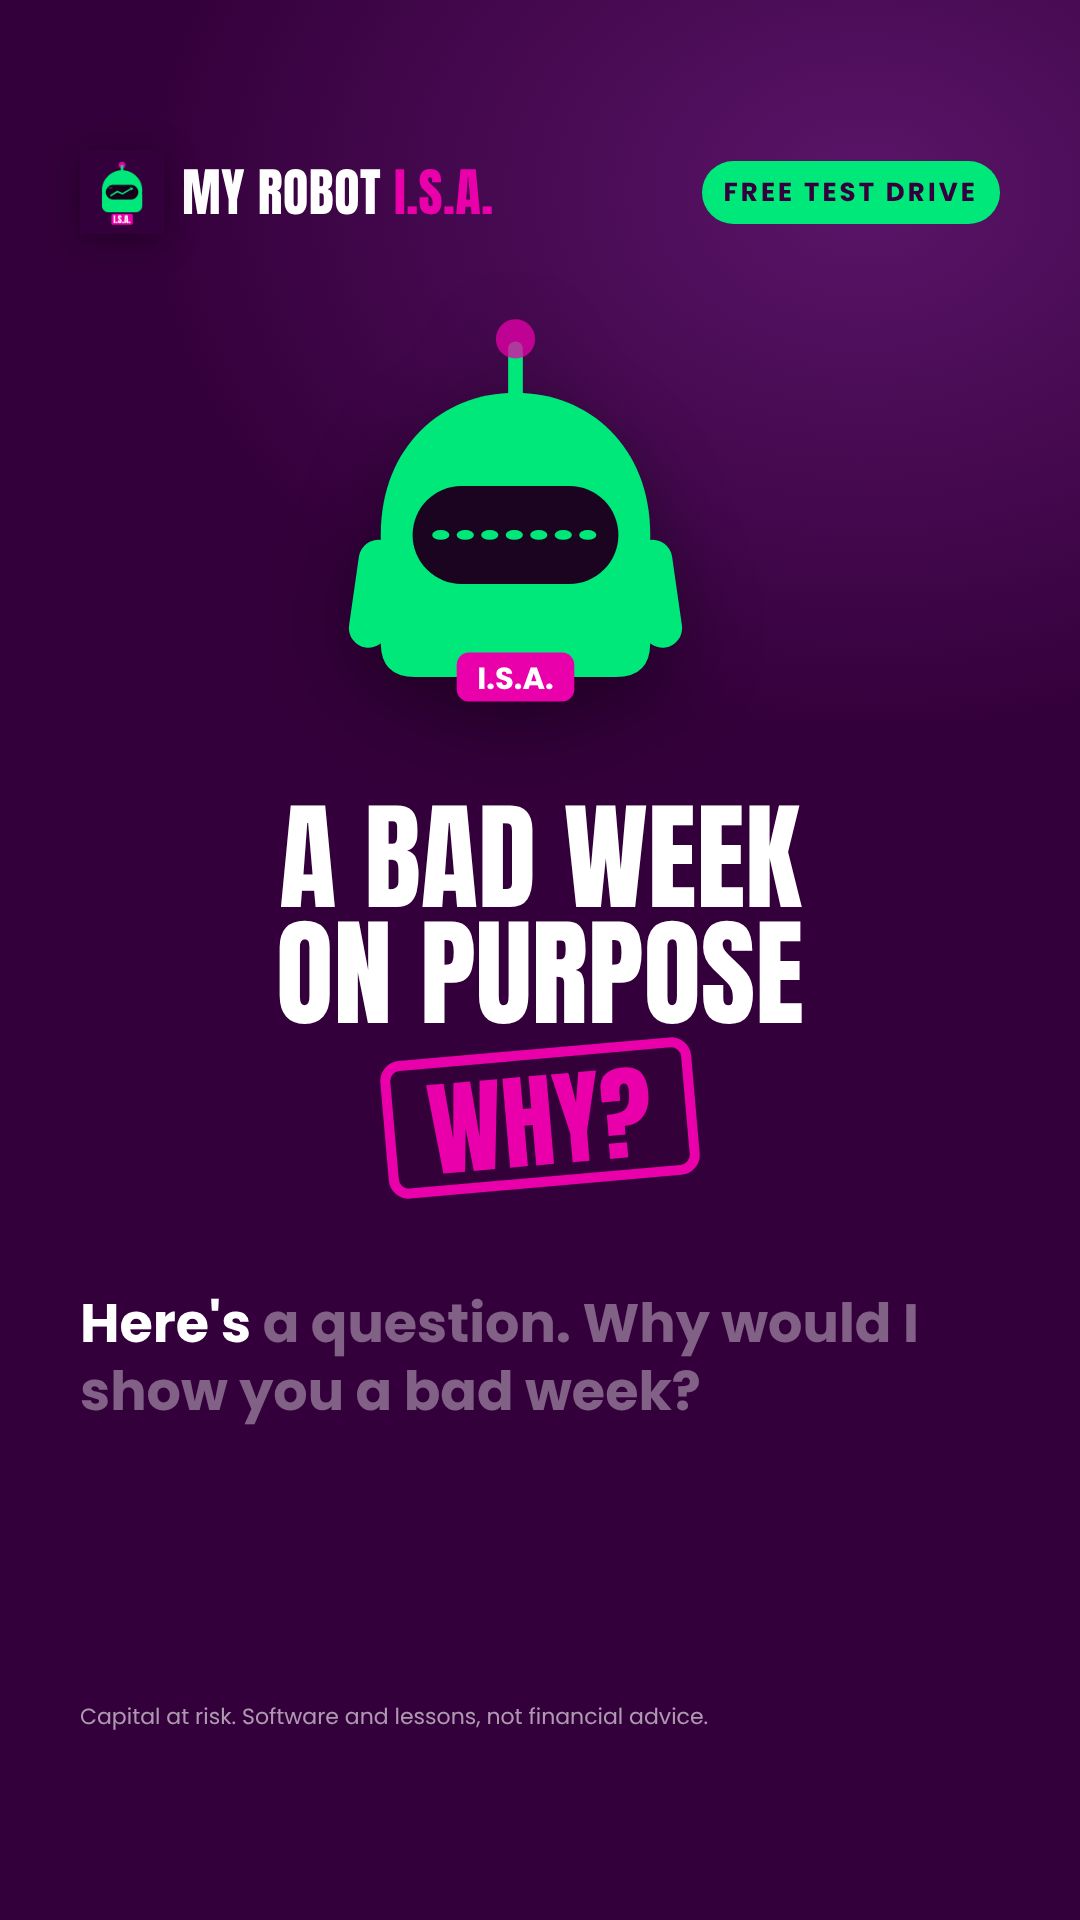 I.S.A.
MY ROBOT I.S.A.
FREE TEST DRIVE
I.S.A.
A BAD WEEK
ON PURPOSE
WHY?
Here's a question. Why would I
show you a bad week?
Capital at risk. Software and lessons, not financial advice.